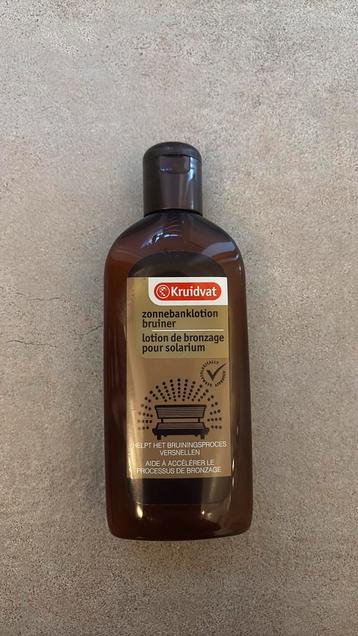 Kruidvat
zonnebanklotion
bruiner
lotion de bronzage
pour solarium
HELPT HET BRUININGSPROCES
VERSNELLEN
AIDE À ACCÉLÉRER LE
PROCESSUS DE BRONZAGE